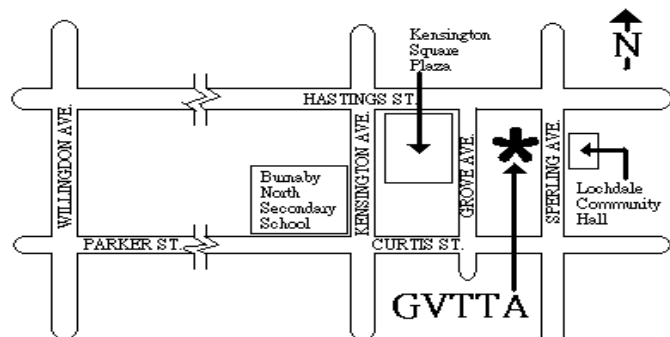 Kensington
Square
Plaza
N
HASTINGS ST.
WILLINGDON AVE.
KENSINGTON AVE.
GROVE AVE.
SPERLING AVE.
Burnaby
North
Secondary
School
Lochdale
Community
Hall
PARKER ST.
CURTIS ST.
GVTTA